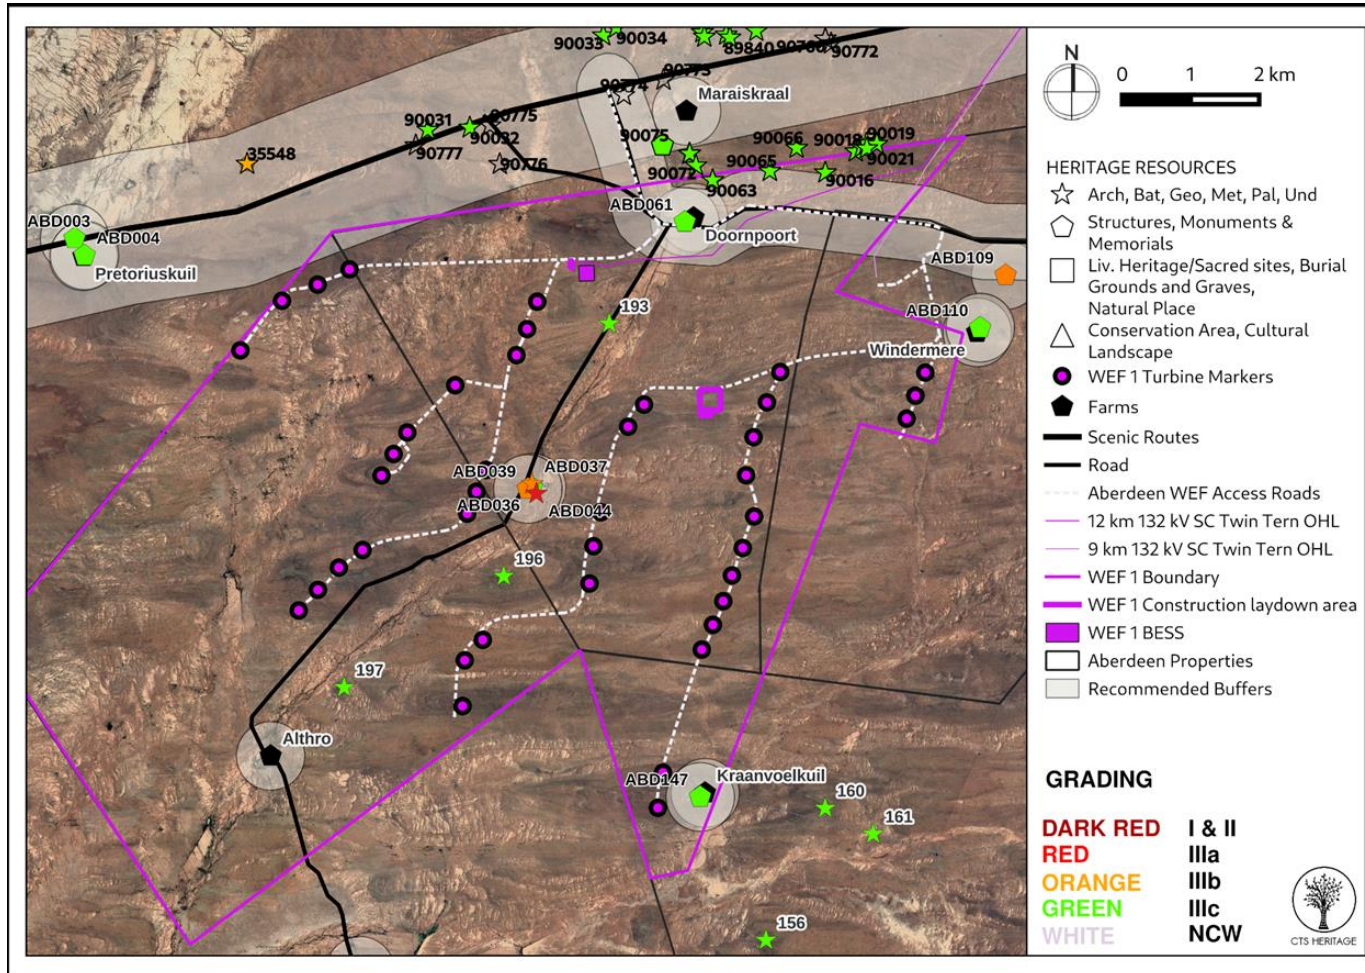 90033
90034
89840
90772
90773
90774
Maraiskraal
90031
90775
90032
90777
90776
35548
90075
90066
90018
90019
90021
90072
90065
90063
90016
ABD003
ABD004
Pretoriuskuil
ABD061
Doornpoort
ABD109
ABD110
193
Windermere
ABD039
ABD037
ABD036
ABD044
196
197
Althro
ABD147
Kraanvoelkuil
160
161
156
N
0 1 2 km
HERITAGE RESOURCES
Arch, Bat, Geo, Met, Pal, Und
Structures, Monuments &
Memorials
Liv. Heritage/Sacred sites, Burial
Grounds and Graves,
Natural Place
Conservation Area, Cultural
Landscape
WEF 1 Turbine Markers
Farms
Scenic Routes
Road
Aberdeen WEF Access Roads
12 km 132 kV SC Twin Tern OHL
9 km 132 kV SC Twin Tern OHL
WEF 1 Boundary
WEF 1 Construction laydown area
WEF 1 BESS
Aberdeen Properties
Recommended Buffers
GRADING
DARK RED I & II
RED IIIa
ORANGE IIIb
GREEN IIIc
WHITE NCW
CTS HERITAGE